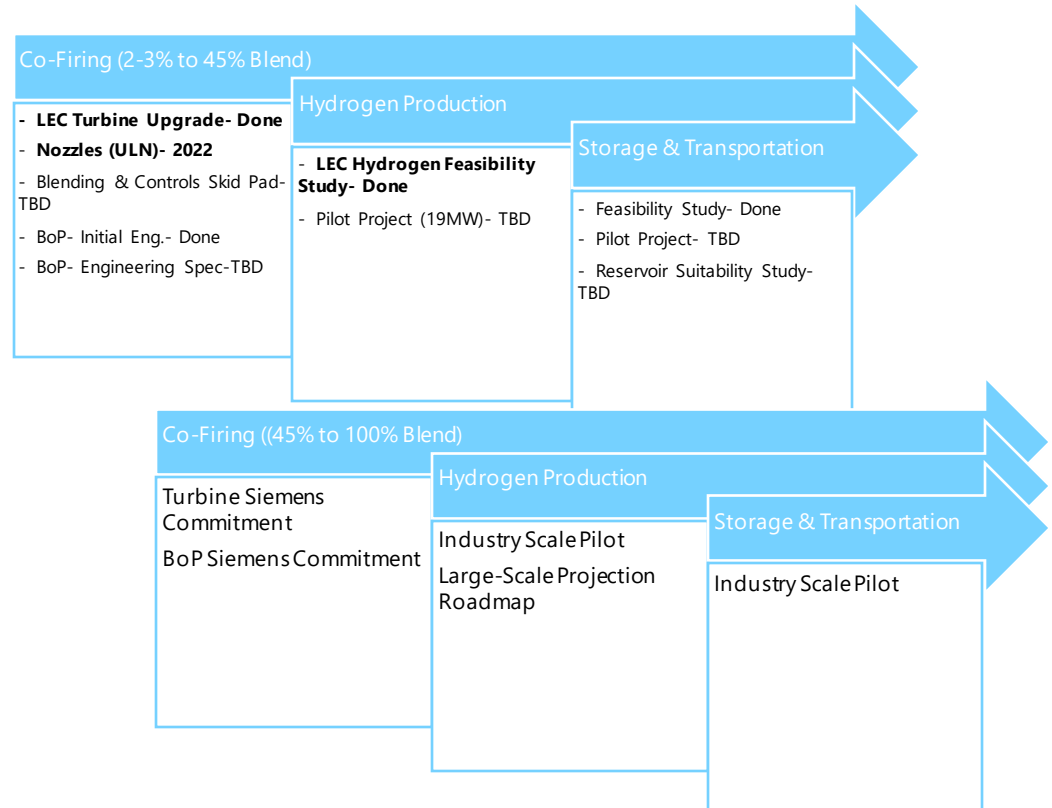 Co-Firing (2-3% to 45% Blend)
- LEC Turbine Upgrade- Done
- Nozzles (ULN)- 2022
- Blending & Controls Skid Pad-
TBD
- BoP- Initial Eng.- Done
- BoP- Engineering Spec-TBD
Hydrogen Production
- LEC Hydrogen Feasibility
Study- Done
- Pilot Project (19MW)- TBD
Storage & Transportation
- Feasibility Study- Done
- Pilot Project- TBD
- Reservoir Suitability Study-
TBD
Co-Firing ((45% to 100% Blend)
Turbine Siemens
Commitment
BoP Siemens Commitment
Hydrogen Production
Industry Scale Pilot
Large-Scale Projection
Roadmap
Storage & Transportation
Industry Scale Pilot